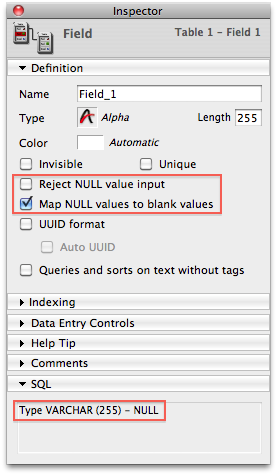 Inspector
Field Table 1 – Field 1
Definition
Name Field_1
Type Alpha Length 255
Color Automatic
Invisible Unique
Reject NULL value input
Map NULL values to blank values
UUID format
Auto UUID
Queries and sorts on text without tags
Indexing
Data Entry Controls
Help Tip
Comments
SQL
Type VARCHAR (255) – NULL